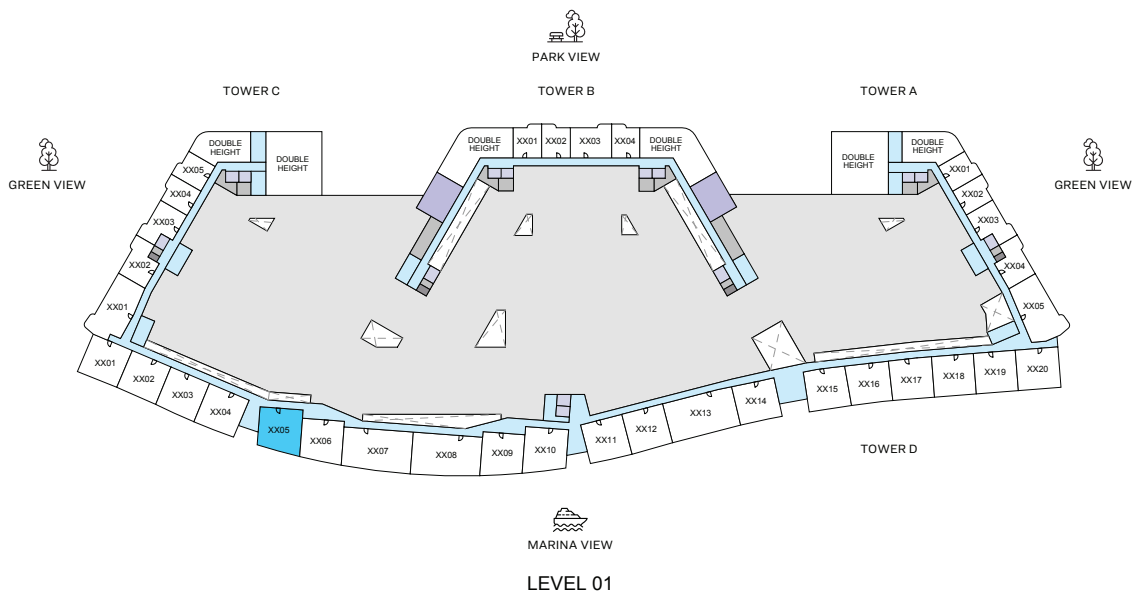 PARK VIEW
TOWER C
TOWER B
TOWER A
GREEN VIEW
GREEN VIEW
DOUBLE
HEIGHT
DOUBLE
HEIGHT
XX05
XX04
XX03
XX02
XX01
DOUBLE
HEIGHT
XX01
XX02
XX03
XX04
DOUBLE
HEIGHT
DOUBLE
HEIGHT
DOUBLE
HEIGHT
XX01
XX02
XX03
XX04
XX05
XX01
XX02
XX03
XX04
XX05
XX06
XX07
XX08
XX09
XX10
XX11
XX12
XX13
XX14
XX15
XX16
XX17
XX18
XX19
XX20
TOWER D
MARINA VIEW
LEVEL 01